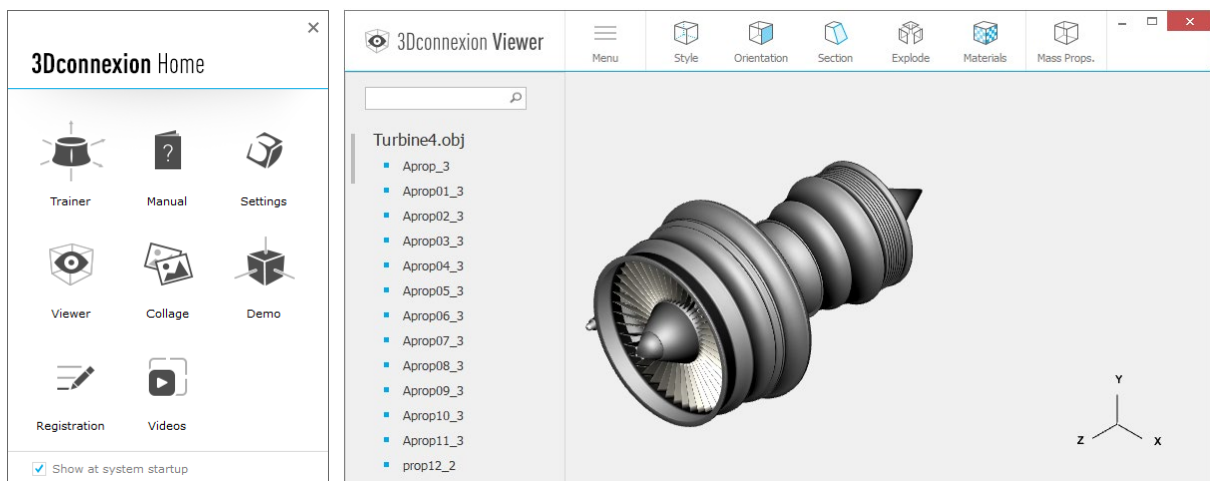 3Dconnexion Home
Trainer
Manual
Settings
Viewer
Collage
Demo
?
Registration
Videos
Show at system startup
3Dconnexion Viewer
Menu
Style
Orientation
Section
Explode
Materials
Mass Props.
Turbine4.obj
Aprop_3
Aprop01_3
Aprop02_3
Aprop03_3
Aprop04_3
Aprop05_3
Aprop06_3
Aprop07_3
Aprop08_3
Aprop09_3
Aprop10_3
Aprop11_3
prop12_2
Y
Z
X